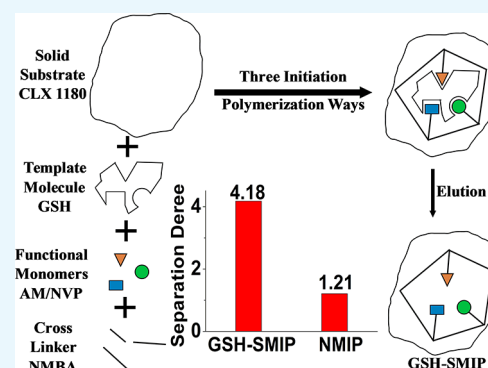 Solid
Substrate
CLX 1180
Three Initiation
Polymerization Ways
Template
Molecule
GSH
Elution
Functional
Monomers
AM/NVP
Cross
Linker
NMBA
Separation Deree
4
2
0
4.18
1.21
GSH-SMIP
NMIP
GSH-SMIP